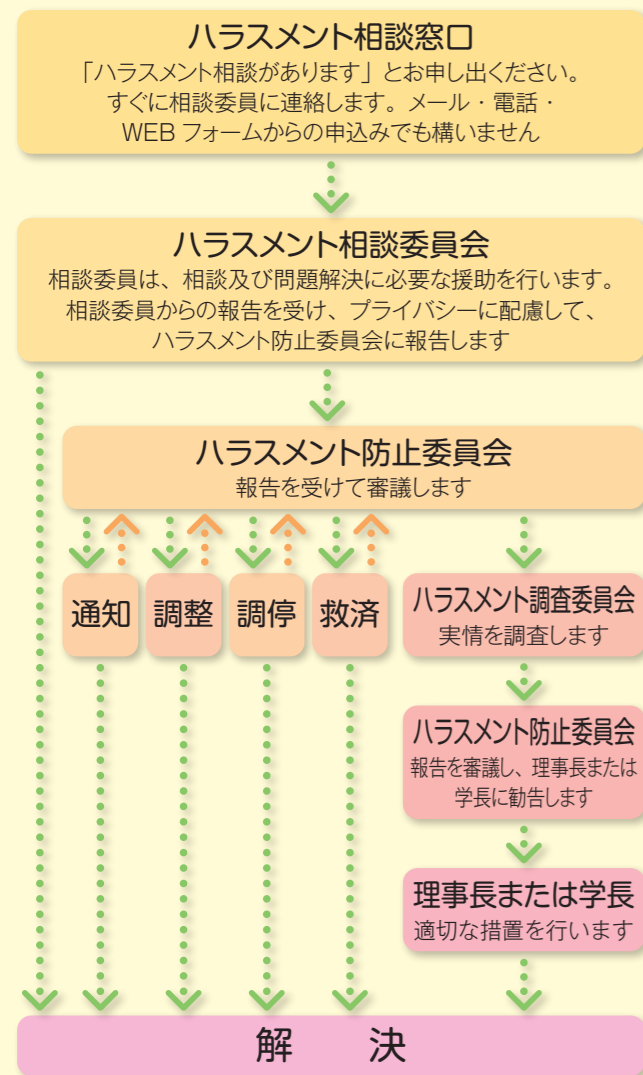 ハラスメント相談窓口
「ハラスメント相談があります」とお申し出ください。
すぐに相談委員に連絡します。メール・電話・
WEB フォームからの申込みでも構いません
ハラスメント相談委員会
相談委員は、相談及び問題解決に必要な援助を行います。
相談委員からの報告を受け、プライバシーに配慮して、
ハラスメント防止委員会に報告します
ハラスメント防止委員会
報告を受けて審議します
通知
調整
調停
救済
ハラスメント調査委員会
実情を調査します
ハラスメント防止委員会
報告を審議し、理事長または
学長に勧告します
理事長または学長
適切な措置を行います
解　決